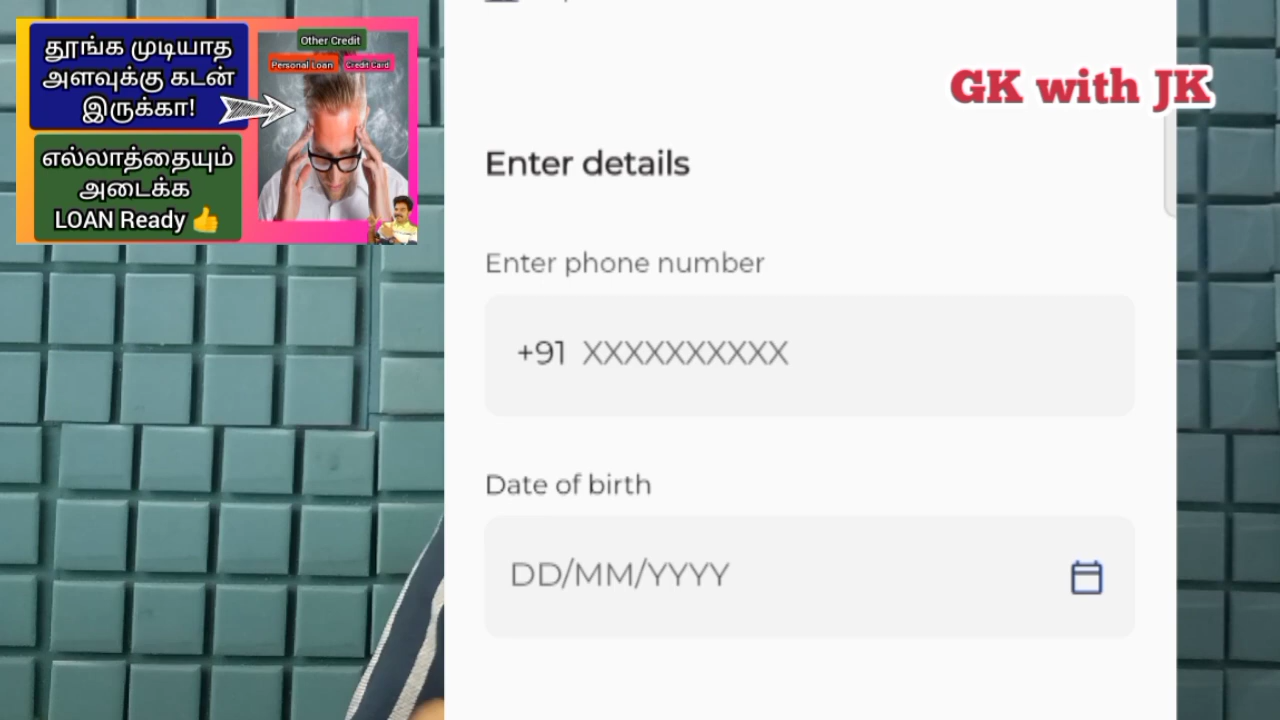 தூங்க முடியாத
அளவுக்கு கடன்
இருக்கா!
எல்லாத்தையும்
அடைக்க
LOAN Ready 👍
Other Credit
Personal Loan
Credit Card
GK with JK
Enter details
Enter phone number
+91 XXXXXXXXXX
Date of birth
DD/MM/YYYY